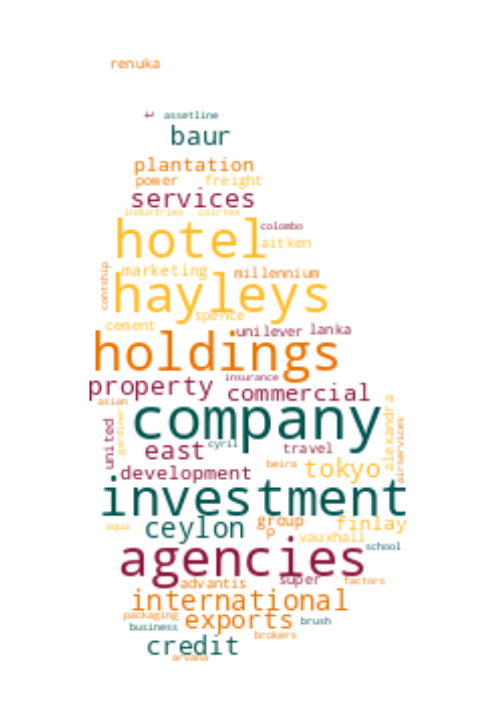 renuka
assetline
baur
plantation
power freight
services
industries coirtex
hotel colombo
aitken
contship marketing millennium
hayleys
spence
cement unilever lanka
holdings
insurance
property commercial
asian
company
united gardiner alexandra airservices
east cyril travel
beira tokyo
development
investment
aqua ceylon group finlay
p vauxhall
agencies school
advantis super factors
international
packaging exports brush
business brokers
credit
arvana